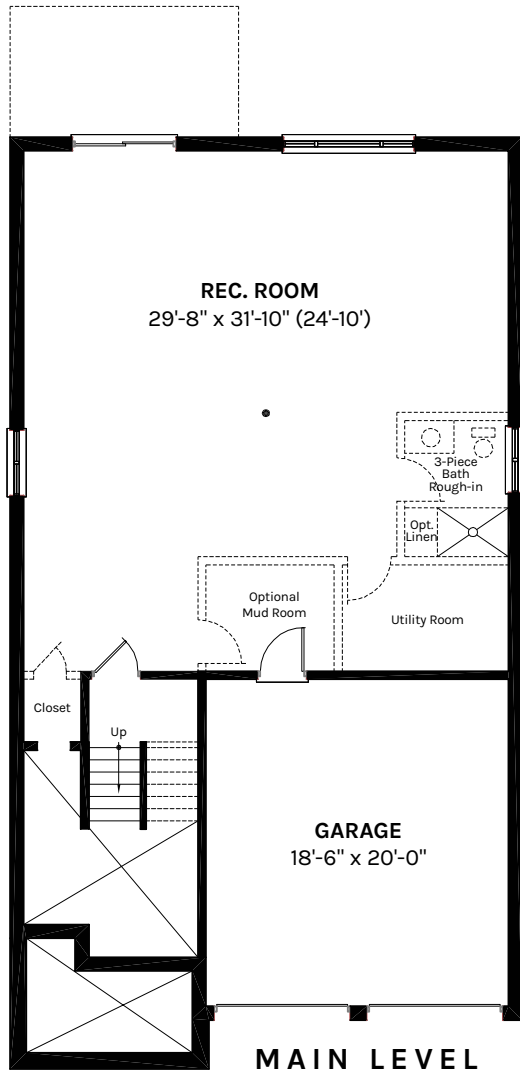 REC. ROOM
29'-8" x 31'-10" (24'-10')
3-Piece
Bath
Rough-in
Opt.
Linen
Optional
Mud Room
Utility Room
Closet
Up
GARAGE
18'-6" x 20'-0"
MAIN LEVEL